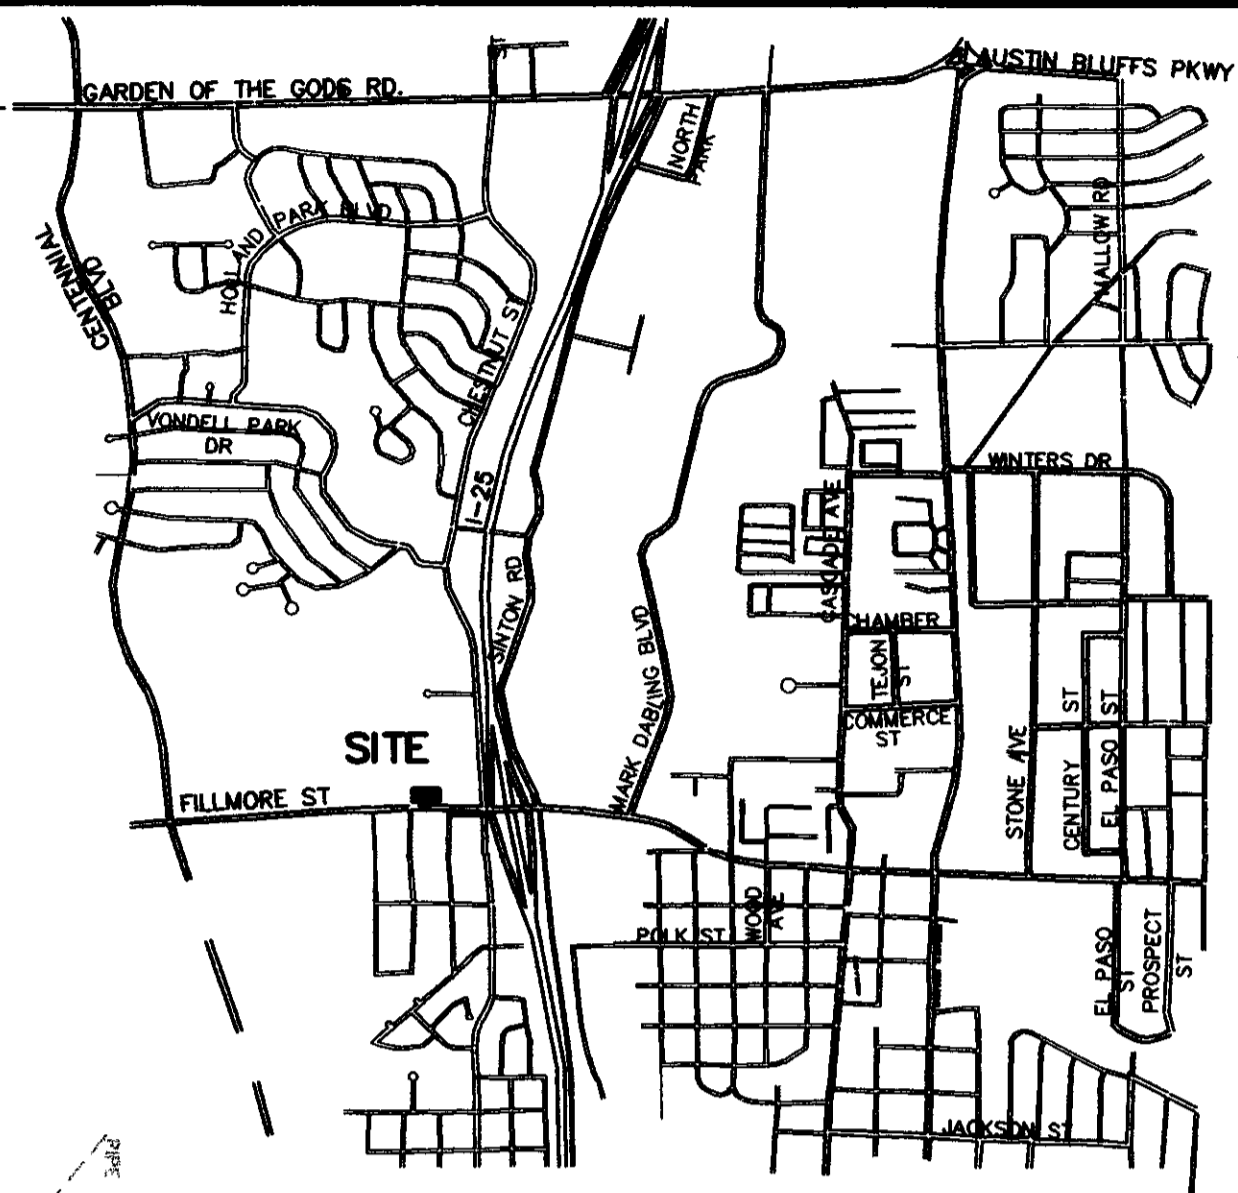 ST
AUSTIN BLUFFS PKWY
GARDEN OF THE GODS RD.
NORTH
PARK
MALLOW RD
HOLLAND PARK BLVD
CENTENNIAL
BLVD
CHESTNUT ST
VONDELL PARK
DR
WINTERS DR
I-25
CASCADE AVE
SINTON RD
CHAMBER
MARK DABLING BLVD
TEJON
ST
COMMERCE
ST
SITE
STONE AVE
CENTURY
ST
EL PASO
ST
FILLMORE ST
WOOD
AVE
POLK ST
EL PASO
ST
PROSPECT
ST
JACKSON ST